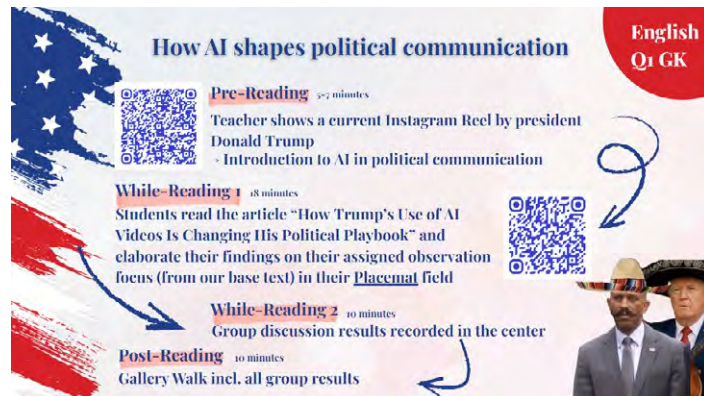 How AI shapes political communication
English
Q1 GK
Pre-Reading 5-7 minutes
Teacher shows a current Instagram Reel by president
Donald Trump
- Introduction to AI in political communication
While-Reading 1 18 minutes
Students read the article “How Trump’s Use of AI
Videos Is Changing His Political Playbook” and
elaborate their findings on their assigned observation
focus (from our base text) in their Placemat field
While-Reading 2 10 minutes
Group discussion results recorded in the center
Post-Reading 10 minutes
Gallery Walk incl. all group results